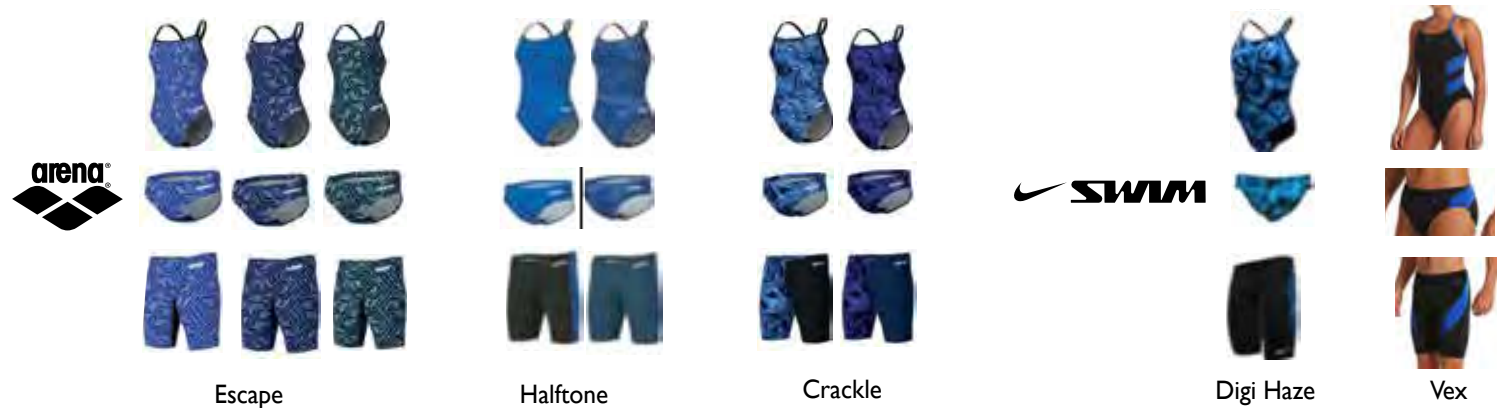 arena®
SWIM
Escape
Halftone
Crackle
Digi Haze
Vex